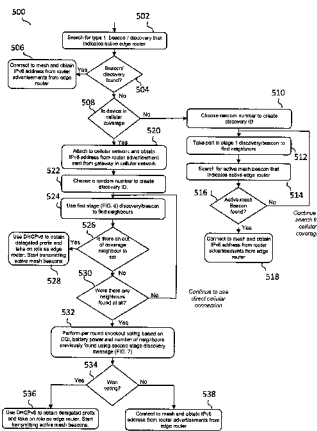 500
502
Search for type 1 beacon / discovery that
indicates active edge router
506
Connect to mesh and obtain
IPv6 address from router
advertisements from edge
router
Yes
Beacon/
discovery
found?
504
No
508
Is device in
cellular
coverage
No
510
Choose random number to create
discovery ID.
Yes
520
Attach to cellular network and obtain
IPv6 address from router advertisement
sent from gateway in cellular network
512
Take part in stage 1 discovery/beacon to
find neighbours
522
Choose a random number to create
discovery ID.
514
Search for active mesh beacon that
indicates active edge router
524
Use first stage (FIG. 6) discovery/beacon
to find neighbours
516
Active mesh
Beacon
found?
No
Continue
search &
cellular
coverage
526
Is there an out
of coverage
neighbour in
set
Yes
Yes
Use DHCPv6 to obtain
delegated prefix and
take on role as edge
router. Start transmitting
active mesh beacons.
528
No
Connect to mesh and obtain IPv6
address from router advertisements
from edge router
518
530
Were there any
neighbours
found at all?
No
Continue to use
direct cellular
connection
532
Yes
Perform per round knockout voting based on
CQI, battery power and number of neighbours
previously found using second stage discovery
message (FIG. 7)
534
Won
voting?
Yes
No
536
Use DHCPv6 to obtain delegated prefix
and take on role as edge router. Start
transmitting active mesh beacons.
538
Connect to mesh and obtain IPv6
address from router advertisements from
edge router